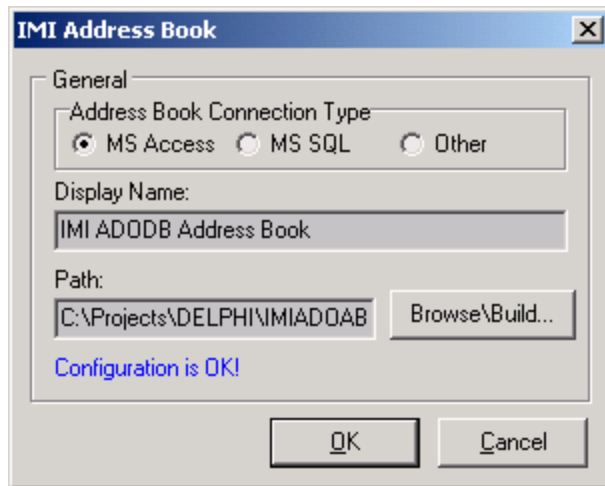 IMI Address Book
General
Address Book Connection Type
MS Access MS SQL Other
Display Name:
IMI ADODB Address Book
Path:
C:\Projects\DELPHI\IMIADOAB Browse\Build...
Configuration is OK!
OK Cancel